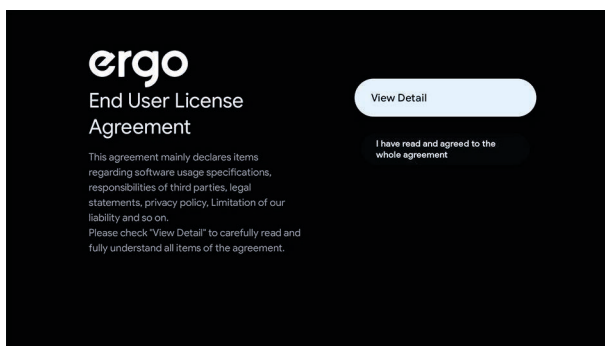 ergo
End User License
Agreement
This agreement mainly declares items
regarding software usage specifications,
responsibilities of third parties, legal
statements, privacy policy, Limitation of our
liability and so on.
Please check "View Detail" to carefully read and
fully understand all items of the agreement.
View Detail
I have read and agreed to the
whole agreement